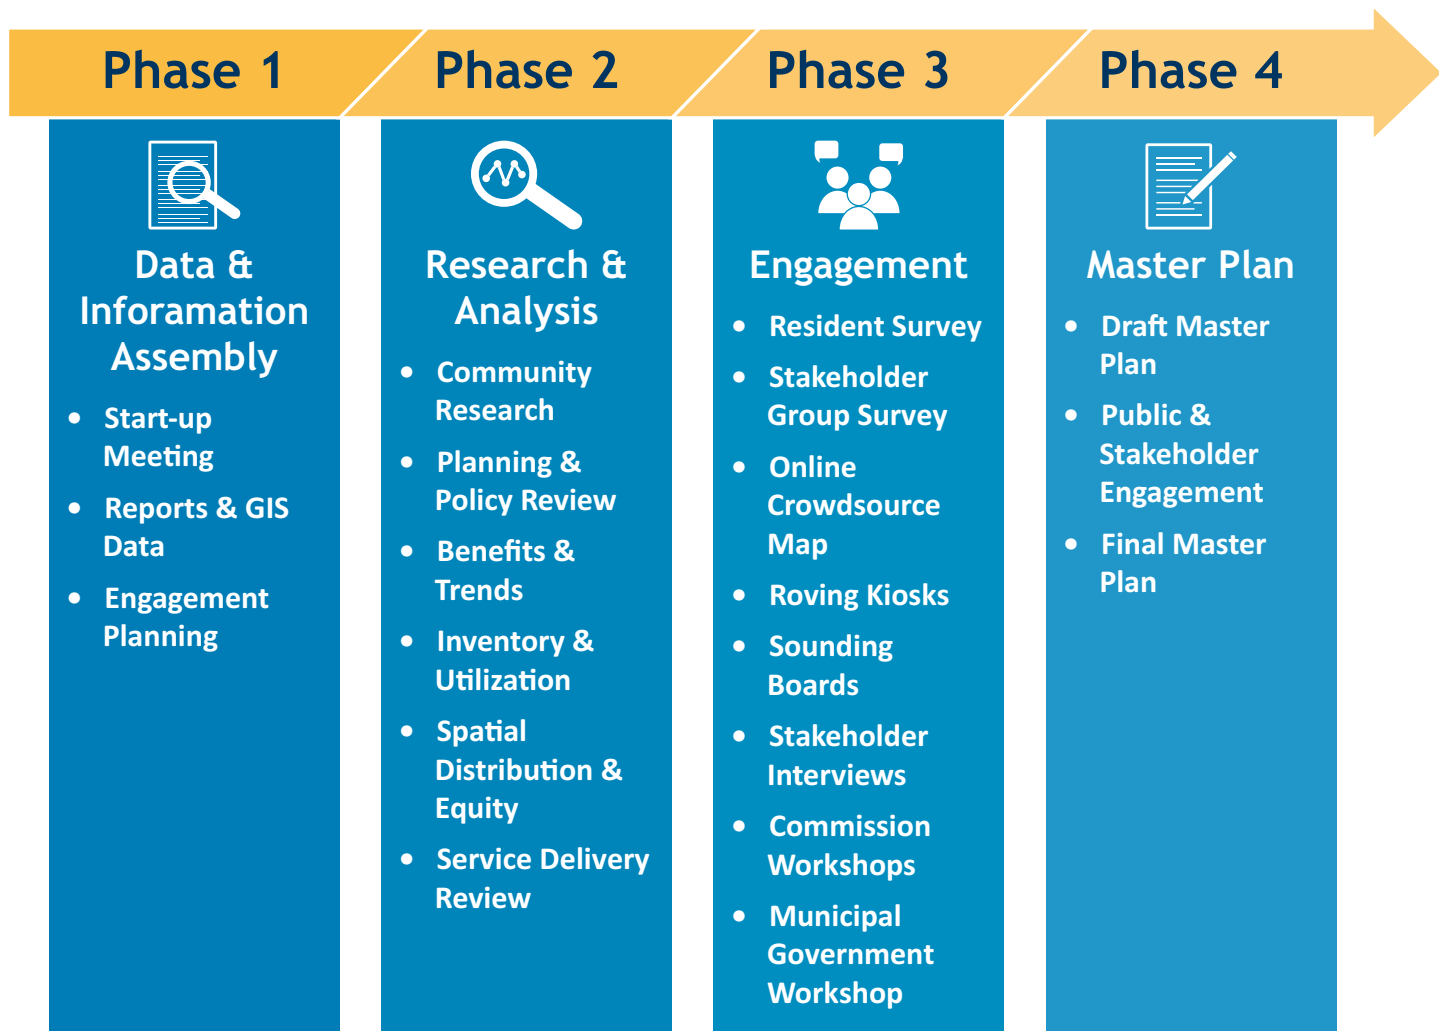 Phase 1
Phase 2
Phase 3
Phase 4
Data &
Inforamation
Assembly
• Start-up
Meeting
• Reports & GIS
Data
• Engagement
Planning
Research &
Analysis
• Community
Research
• Planning &
Policy Review
• Benefits &
Trends
• Inventory &
Utilization
• Spatial
Distribution &
Equity
• Service Delivery
Review
Engagement
• Resident Survey
• Stakeholder
Group Survey
• Online
Crowdsource
Map
• Roving Kiosks
• Sounding
Boards
• Stakeholder
Interviews
• Commission
Workshops
• Municipal
Government
Workshop
Master Plan
• Draft Master
Plan
• Public &
Stakeholder
Engagement
• Final Master
Plan